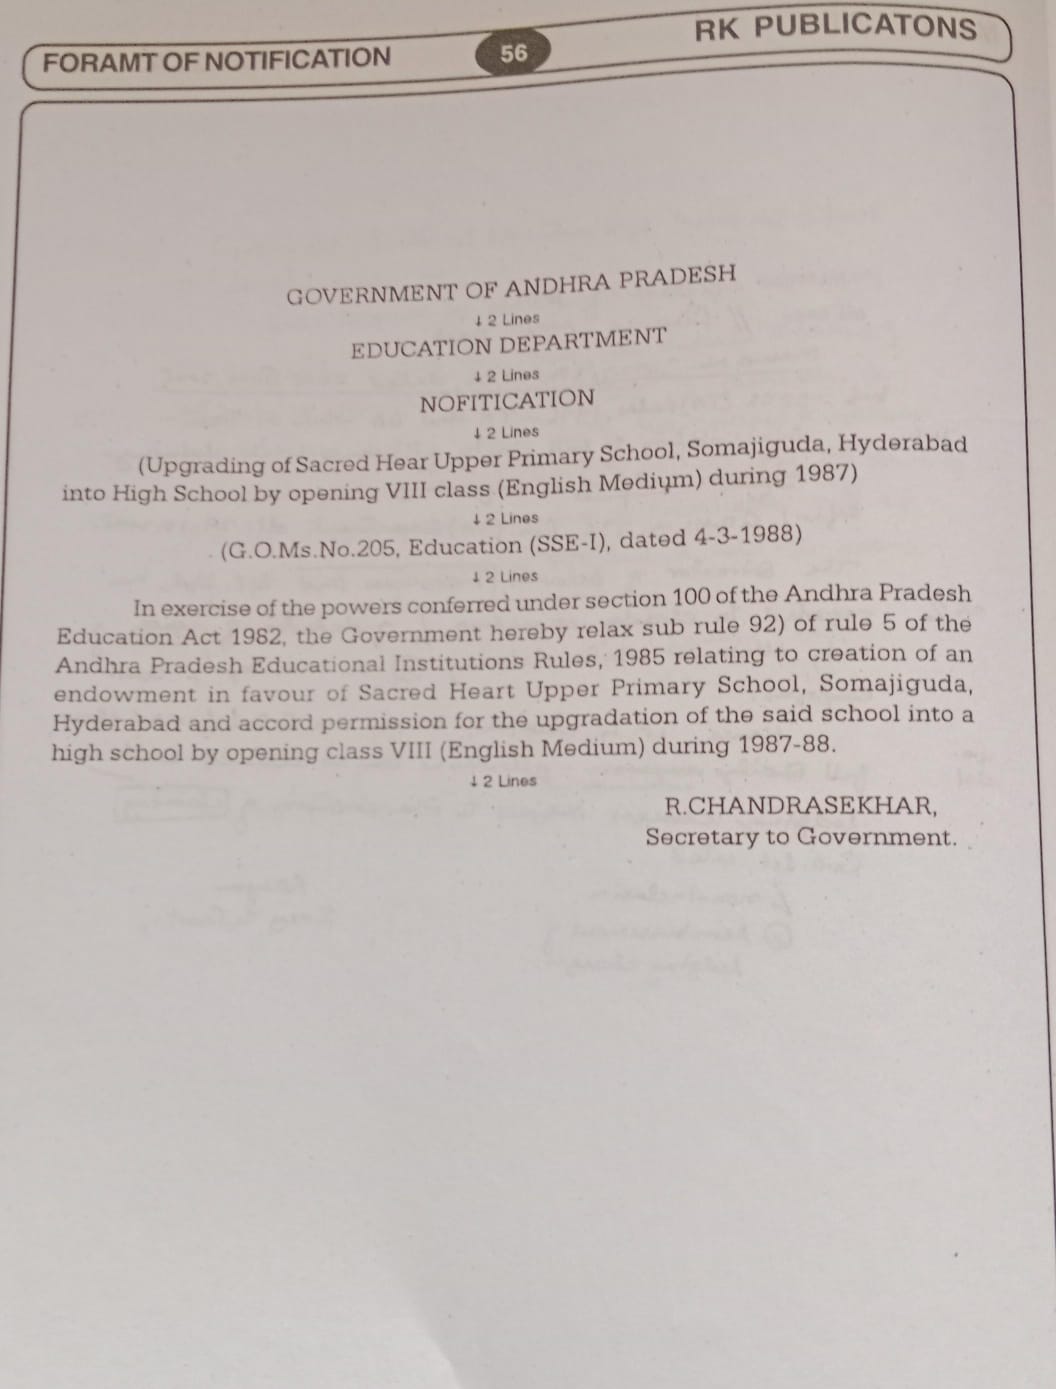 FORAMT OF NOTIFICATION
56
RK PUBLICATONS
GOVERNMENT OF ANDHRA PRADESH
↓ 2 Lines
EDUCATION DEPARTMENT
↓ 2 Lines
NOFITICATION
↓ 2 Lines
(Upgrading of Sacred Hear Upper Primary School, Somajiguda, Hyderabad
into High School by opening VIII class (English Medium) during 1987)
↓ 2 Lines
(G.O.Ms.No.205, Education (SSE-I), dated 4-3-1988)
↓ 2 Lines
In exercise of the powers conferred under section 100 of the Andhra Pradesh
Education Act 1982, the Government hereby relax sub rule 92) of rule 5 of the
Andhra Pradesh Educational Institutions Rules, 1985 relating to creation of an
endowment in favour of Sacred Heart Upper Primary School, Somajiguda,
Hyderabad and accord permission for the upgradation of the said school into a
high school by opening class VIII (English Medium) during 1987-88.
↓ 2 Lines
R.CHANDRASEKHAR,
Secretary to Government.